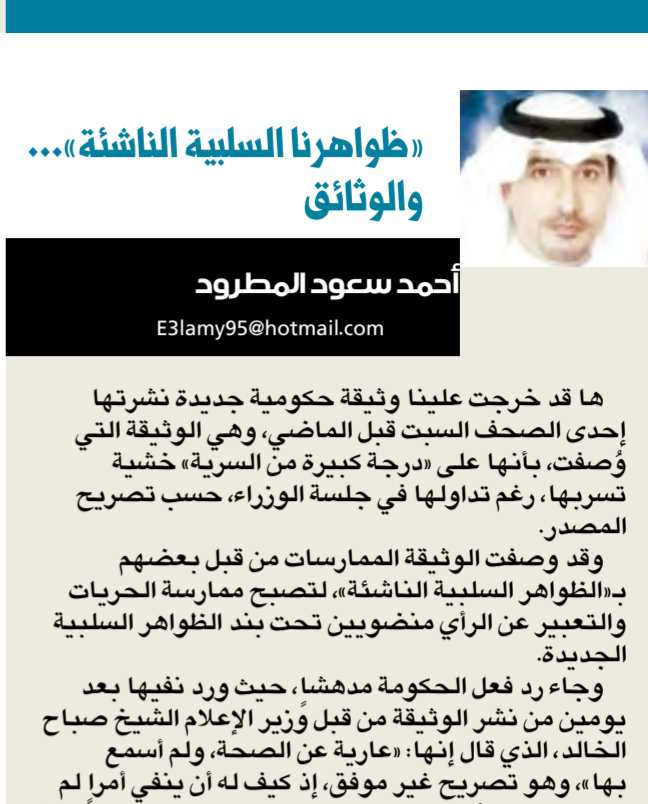 «ظواهرنا السلبية الناشئة»...
والوثائق
أحمد سعود المطرود
E3lamy95@hotmail.com
ها قد خرجت علينا وثيقة حكومية جديدة نشرتها
إحدى الصحف السبت قبل الماضي، وهي الوثيقة التي
وُصفت، بأنها على «درجة كبيرة من السرية» خشية
تسربها، رغم تداولها في جلسة الوزراء، حسب تصريح
المصدر.
وقد وصفت الوثيقة الممارسات من قبل بعضهم
بـ«الظواهر السلبية الناشئة»، لتصبح ممارسة الحريات
والتعبير عن الرأي منضويين تحت بند الظواهر السلبية
الجديدة.
وجاء رد فعل الحكومة مدهشاً، حيث ورد نفيها بعد
يومين من نشر الوثيقة من قبل وزير الإعلام الشيخ صباح
الخالد، الذي قال إنها: «عارية عن الصحة، ولم أسمع
بها»، وهو تصريح غير موفق، إذ كيف له أن ينفي أمراً لم